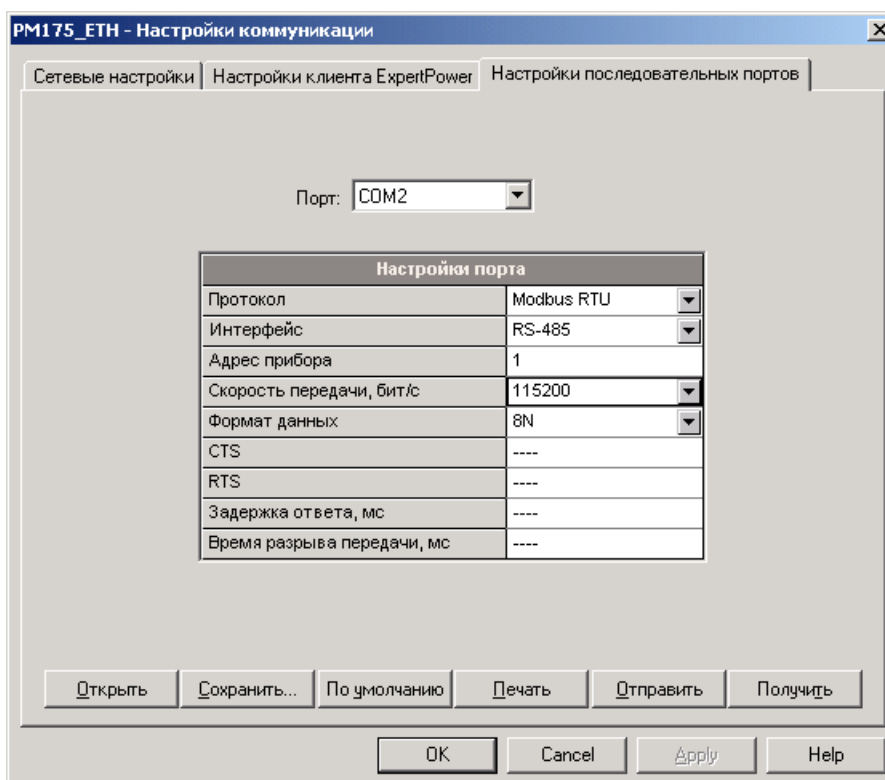 PM175_ETH - Настройки коммуникации
Сетевые настройки Настройки клиента ExpertPower Настройки последовательных портов
Порт: COM2
Настройки порта
Протокол Modbus RTU
Интерфейс RS-485
Адрес прибора 1
Скорость передачи, бит/с 115200
Формат данных 8N
CTS ----
RTS ----
Задержка ответа, мс ----
Время разрыва передачи, мс ----
Открыть Сохранить... По умолчанию Печать Отправить Получить
OK Cancel Apply Help